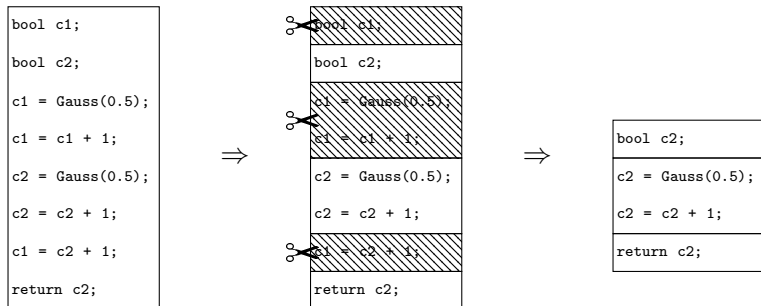 bool c1;
bool c2;
c1 = Gauss(0.5);
c1 = c1 + 1;
c2 = Gauss(0.5);
c2 = c2 + 1;
c1 = c2 + 1;
return c2;
⇒
bool c1;
bool c2;
c1 = Gauss(0.5);
c1 = c1 + 1;
c2 = Gauss(0.5);
c2 = c2 + 1;
c1 = c2 + 1;
return c2;
⇒
bool c2;
c2 = Gauss(0.5);
c2 = c2 + 1;
return c2;